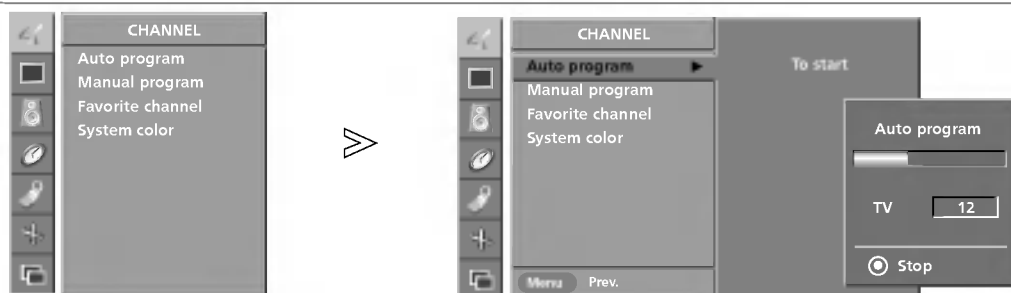 CHANNEL
Auto program
Manual program
Favorite channel
System color
CHANNEL
Auto program
Manual program
Favorite channel
System color
Menu Prev.
To start
Auto program
TV 12
Stop